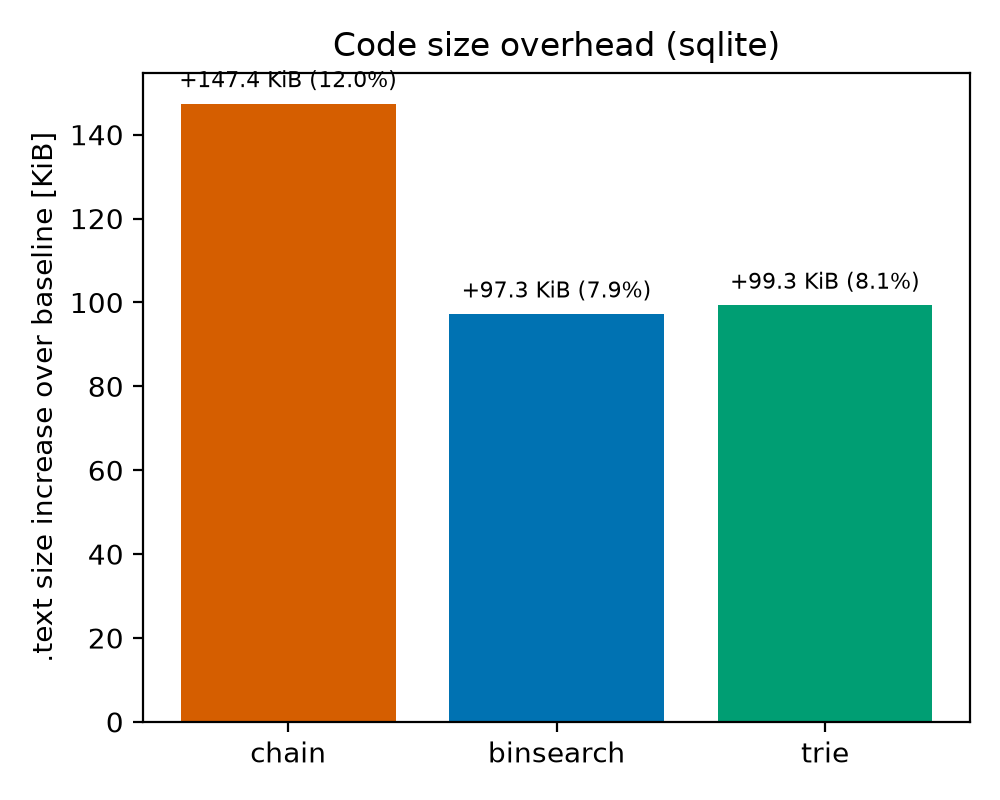 Code size overhead (sqlite)
+147.4 KiB (12.0%)
+97.3 KiB (7.9%)
+99.3 KiB (8.1%)
.text size increase over baseline [KiB]
140
120
100
80
60
40
20
0
chain
binsearch
trie